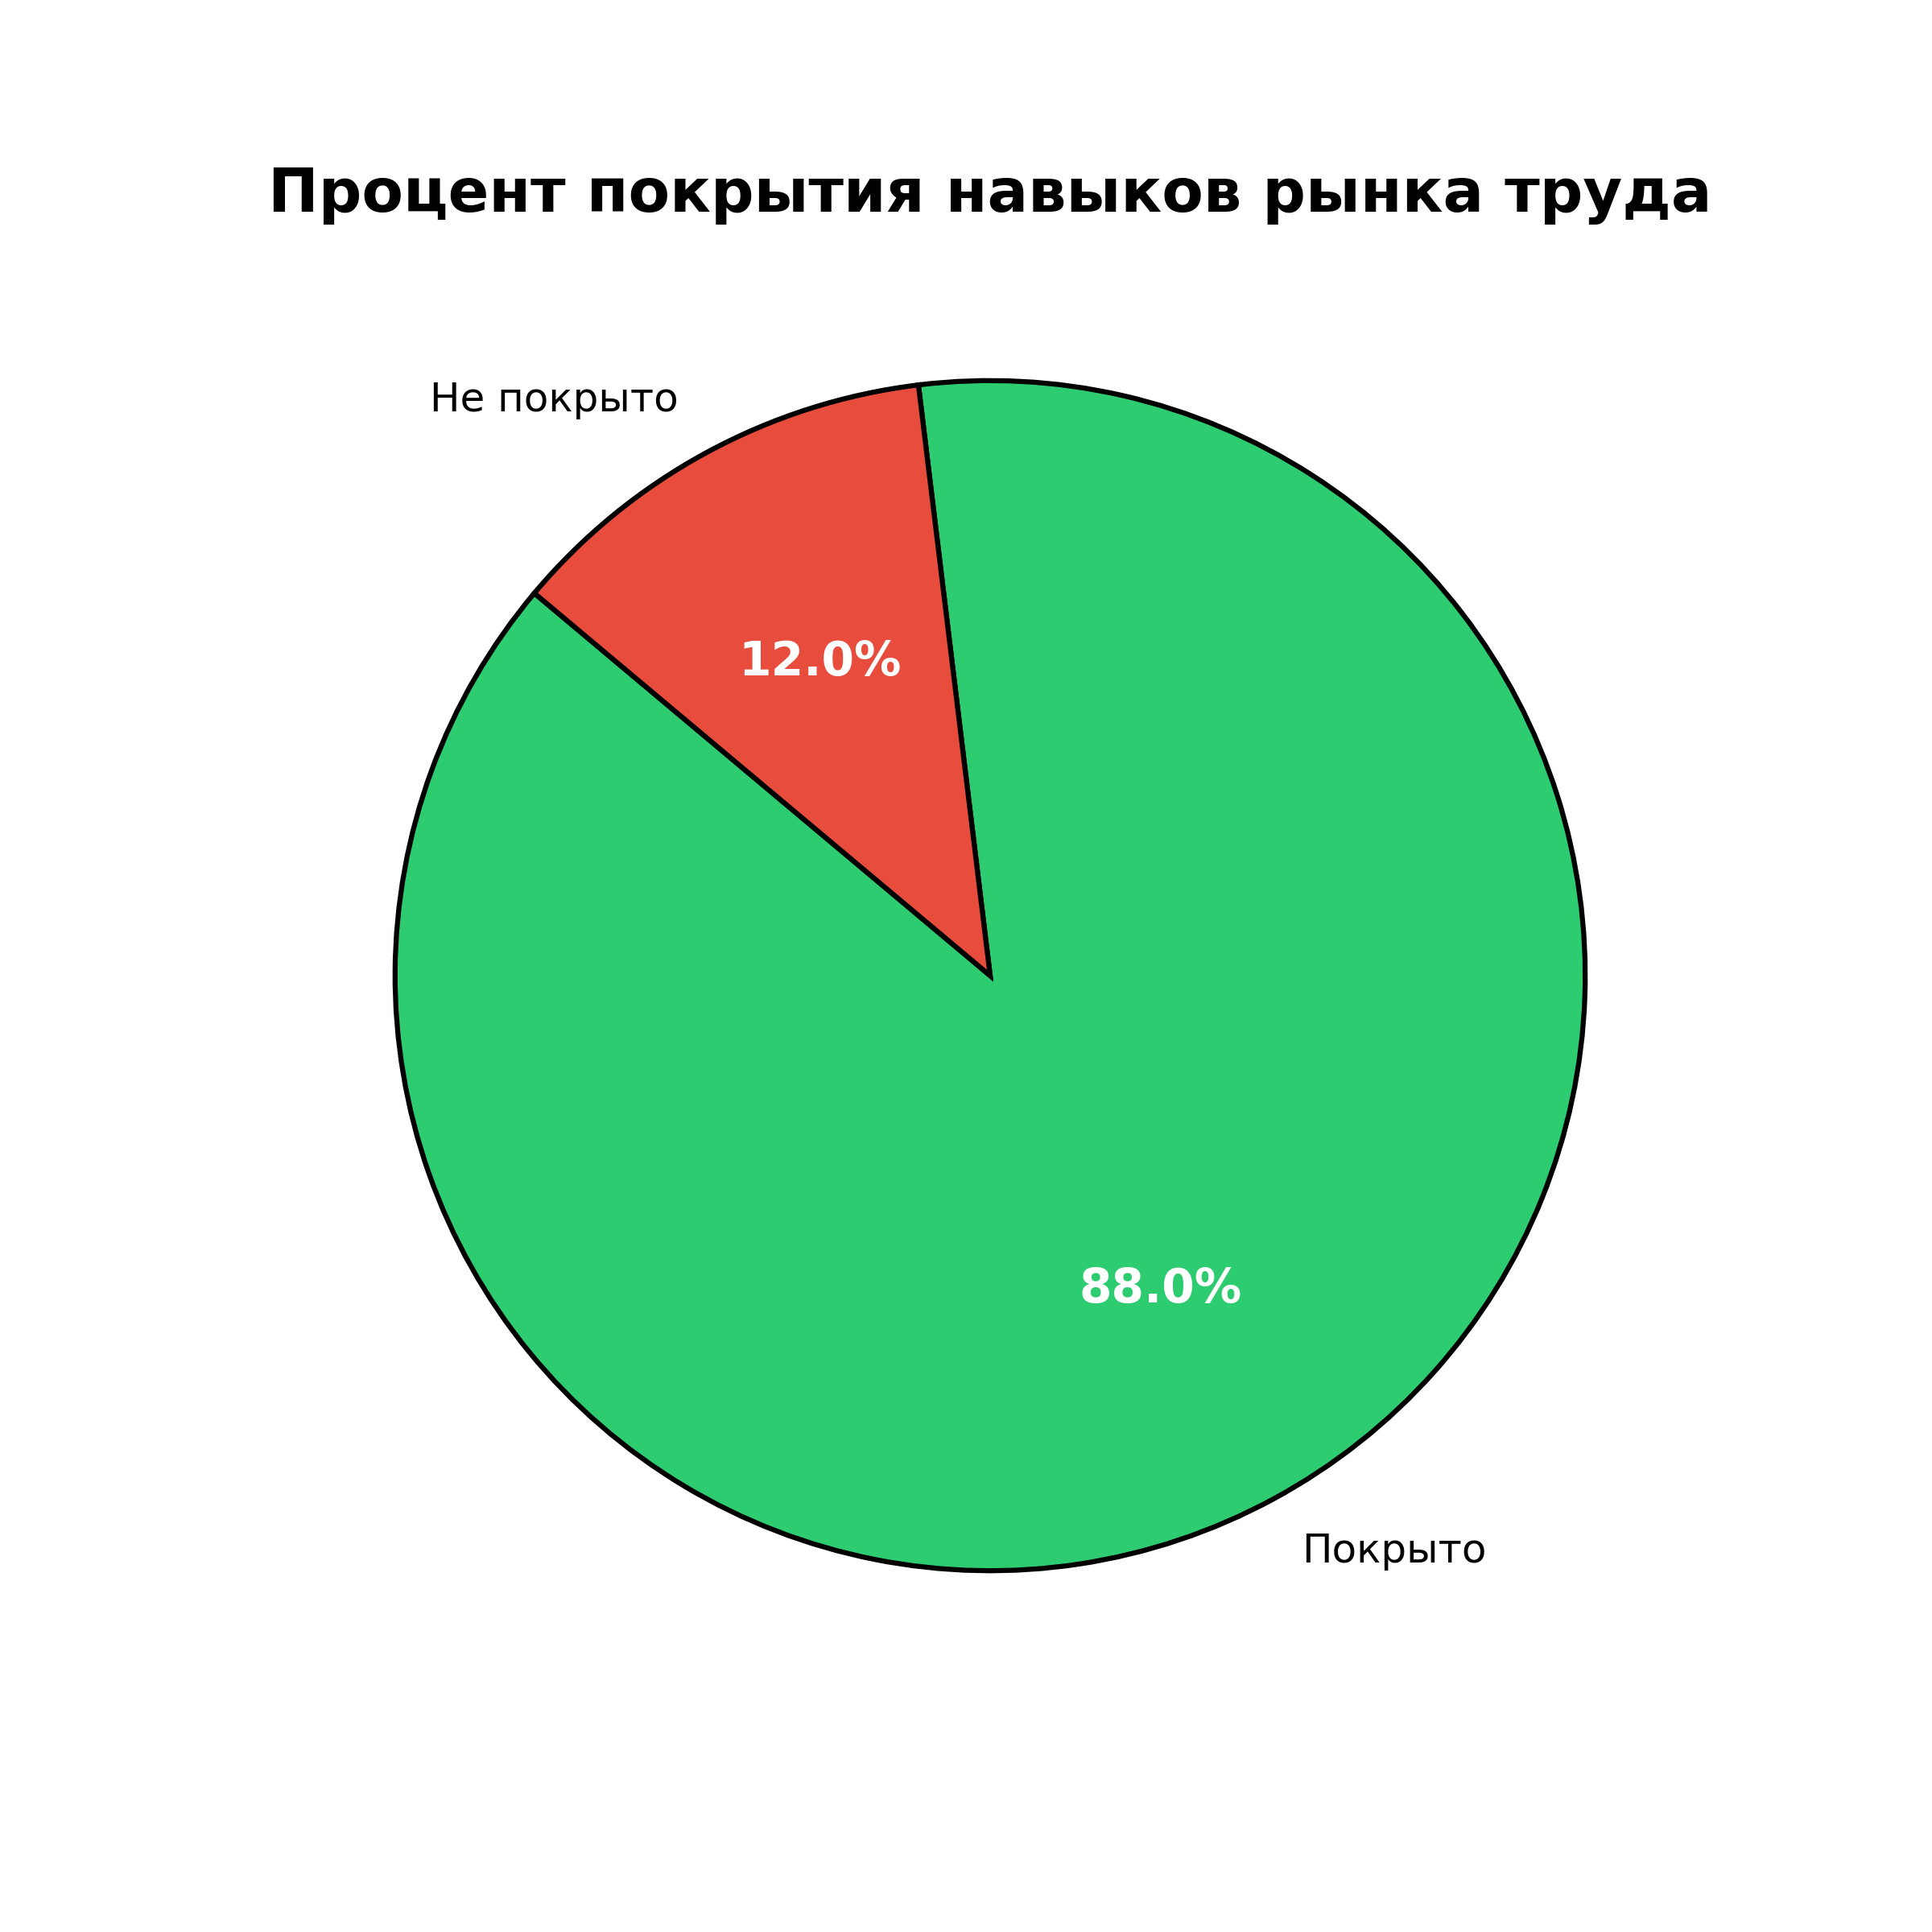 Процент покрытия навыков рынка труда
Не покрыто
12.0%
88.0%
Покрыто